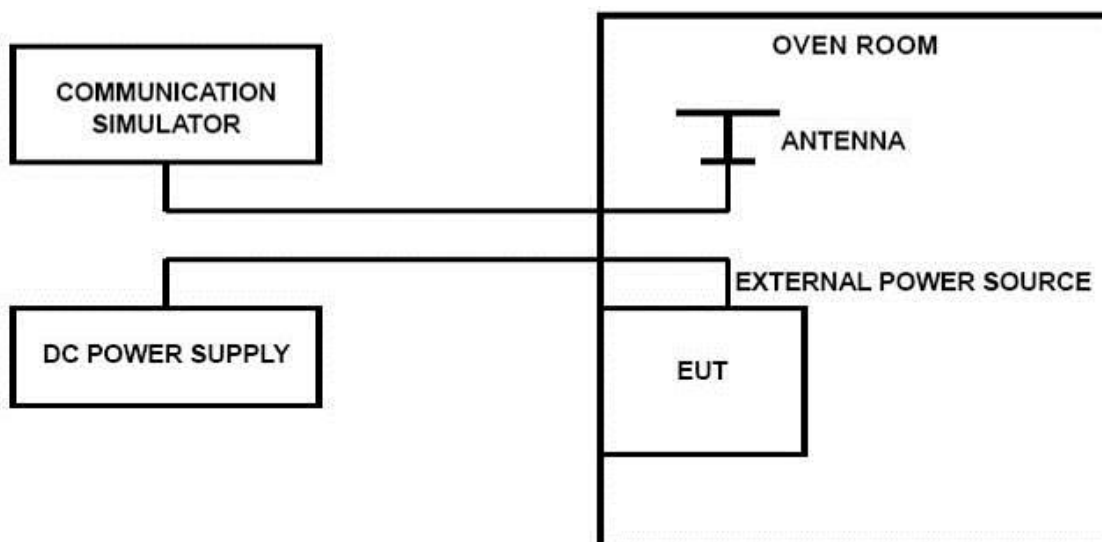 OVEN ROOM
COMMUNICATION
SIMULATOR
ANTENNA
EXTERNAL POWER SOURCE
DC POWER SUPPLY
EUT